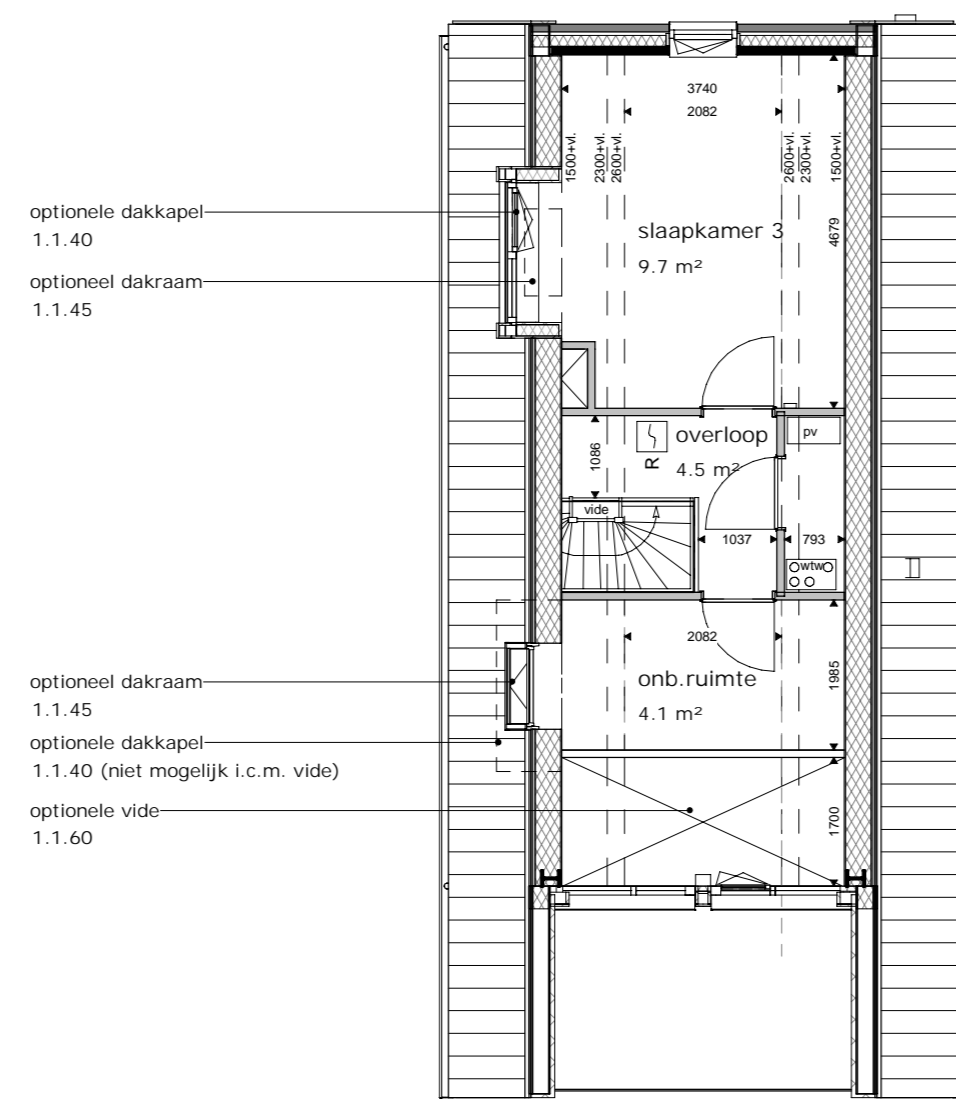 3740
2082
1500+vl.
2300+vl.
2600+vl.
2600+vl.
2300+vl.
1500+vl.
optionele dakkapel
1.1.40
optioneel dakraam
1.1.45
slaapkamer 3
9.7 m²
4679
1086
R
overloop
4.5 m²
pv
vide
1037
793
wtw
2082
optioneel dakraam
1.1.45
optionele dakkapel
1.1.40 (niet mogelijk i.c.m. vide)
optionele vide
1.1.60
onb.ruimte
4.1 m²
1985
1700